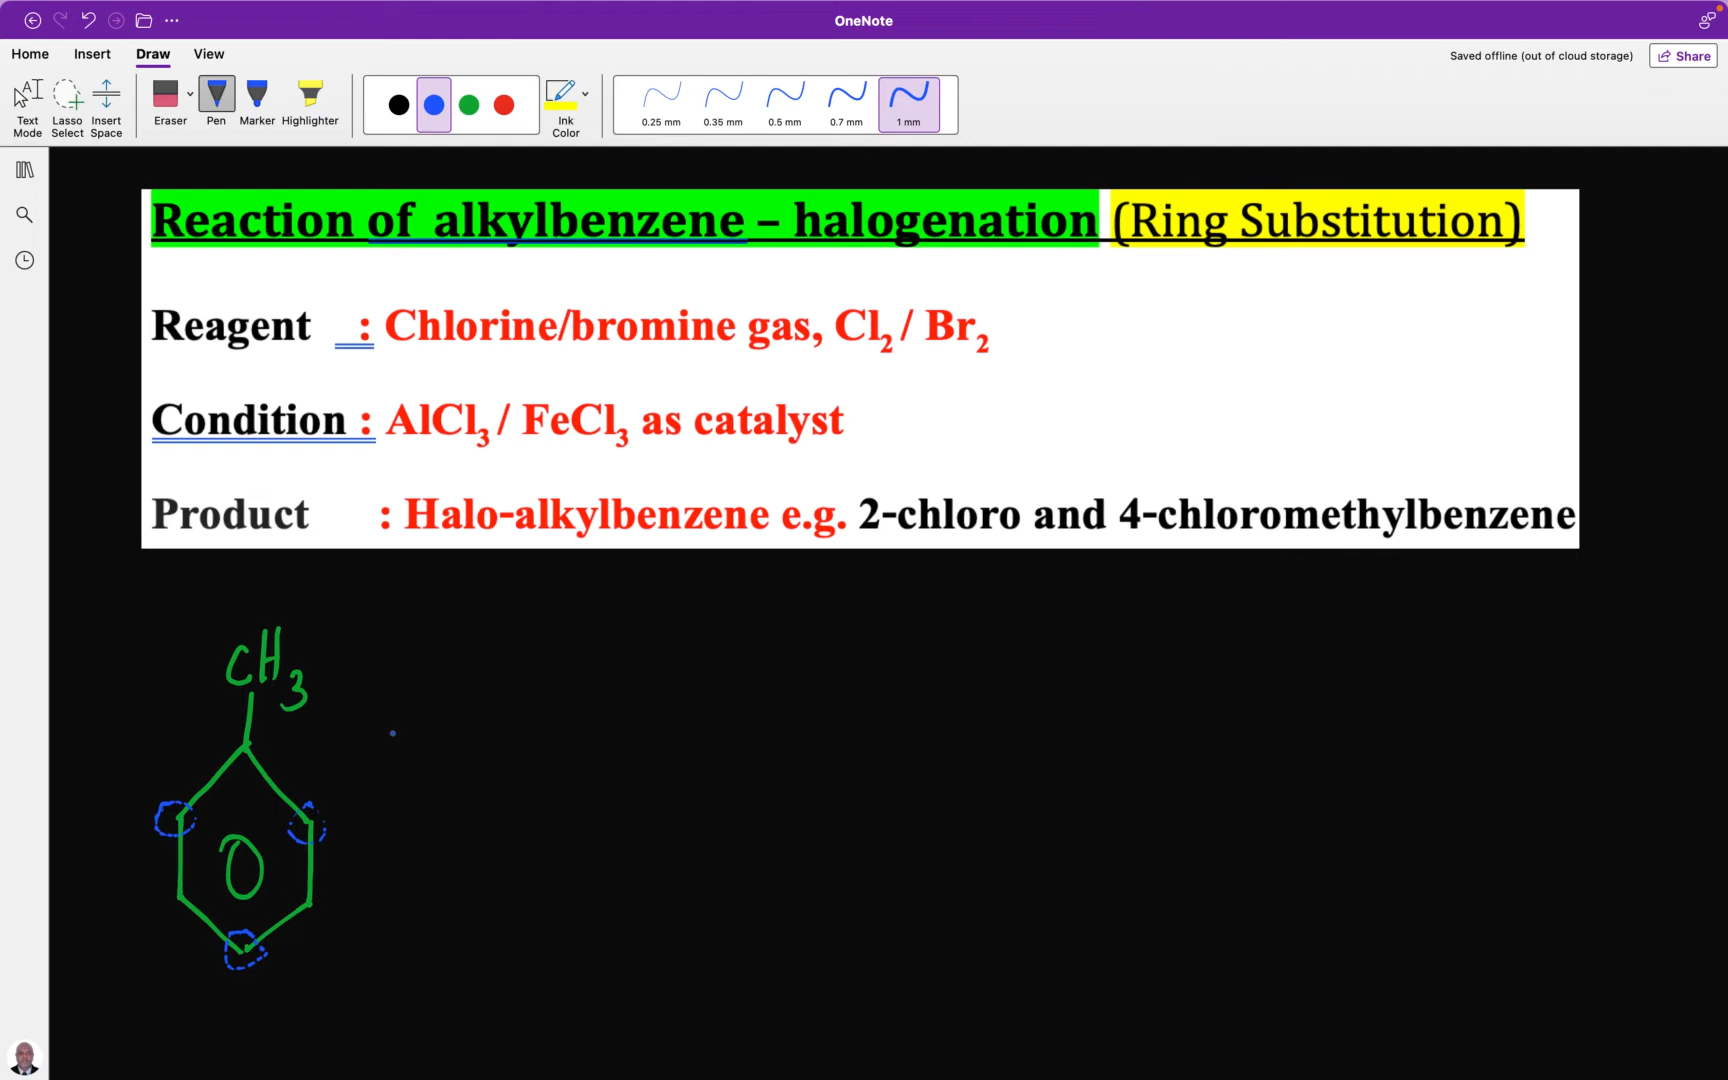 OneNote
Home Insert Draw View
Saved offline (out of cloud storage) Share
Text Mode Lasso Select Insert Space Eraser Pen Marker Highlighter Ink Color 0.25 mm 0.35 mm 0.5 mm 0.7 mm 1 mm
Reaction of alkylbenzene – halogenation (Ring Substitution)
Reagent : Chlorine/bromine gas, Cl₂ / Br₂
Condition : AlCl₃ / FeCl₃ as catalyst
Product : Halo-alkylbenzene e.g. 2-chloro and 4-chloromethylbenzene
CH₃